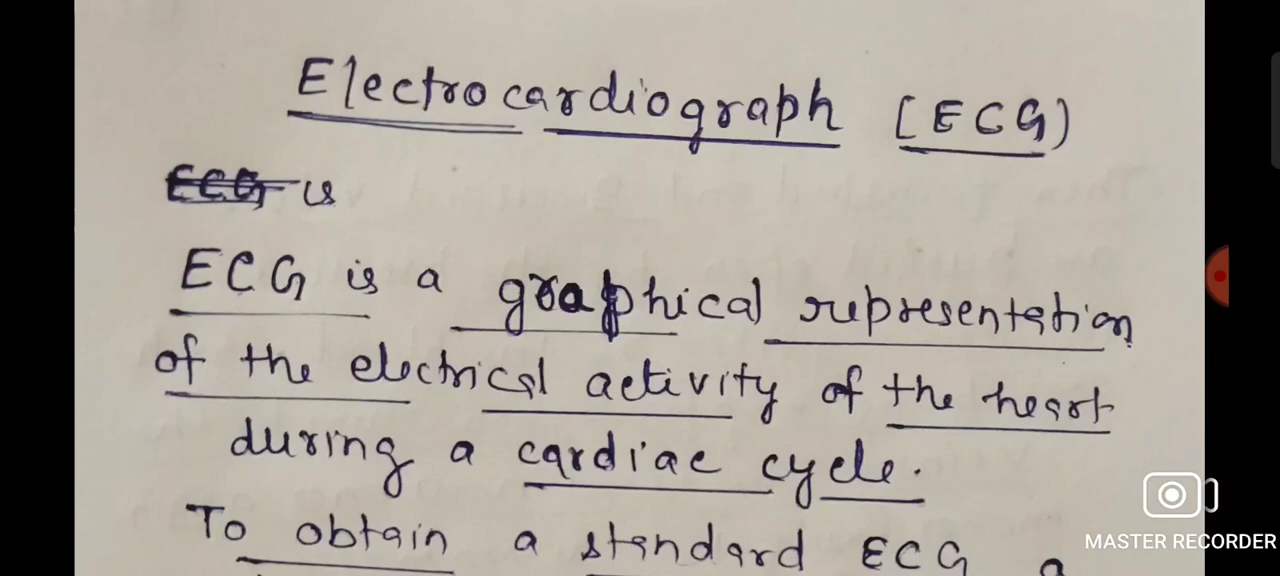 Electrocardiograph [ECG)
ECG is
ECG is a graphical representation
of the electrical activity of the heart
during a cardiac cycle.
To obtain a standard ECG a
MASTER RECORDER